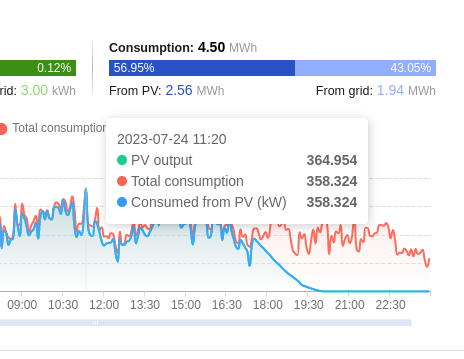 Consumption: 4.50 MWh
0.12%
56.95%
43.05%
rid: 3.00 kWh
From PV: 2.56 MWh
From grid: 1.94 MWh
Total consumption
2023-07-24 11:20
PV output 364.954
Total consumption 358.324
Consumed from PV (kW) 358.324
09:00 10:30 12:00 13:30 15:00 16:30 18:00 19:30 21:00 22:30